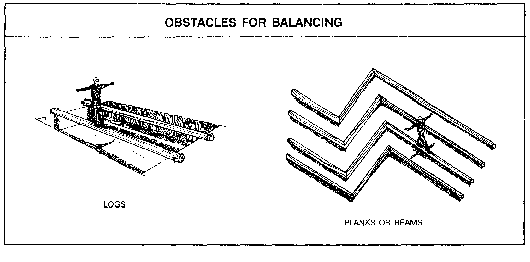 OBSTACLES FOR BALANCING
LOGS
PLANKS OR BEAMS